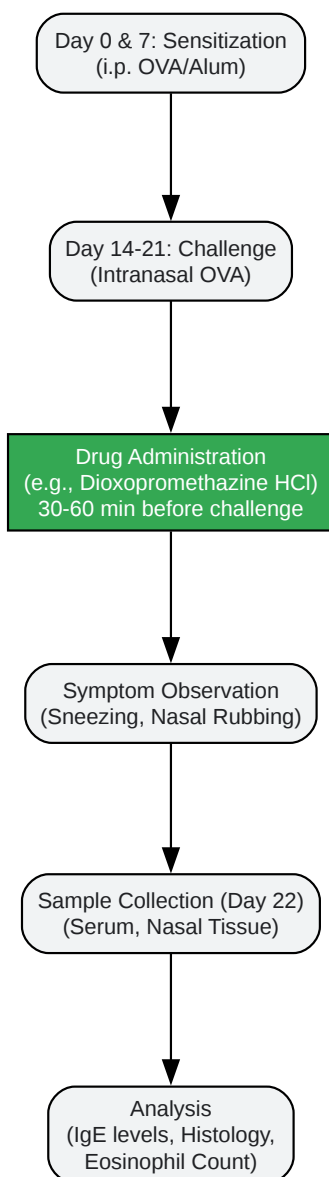 Day 0 & 7: Sensitization
(i.p. OVA/Alum)
Day 14-21: Challenge
(Intranasal OVA)
Drug Administration
(e.g., Dioxopromethazine HCl)
30-60 min before challenge
Symptom Observation
(Sneezing, Nasal Rubbing)
Sample Collection (Day 22)
(Serum, Nasal Tissue)
Analysis
(IgE levels, Histology,
Eosinophil Count)